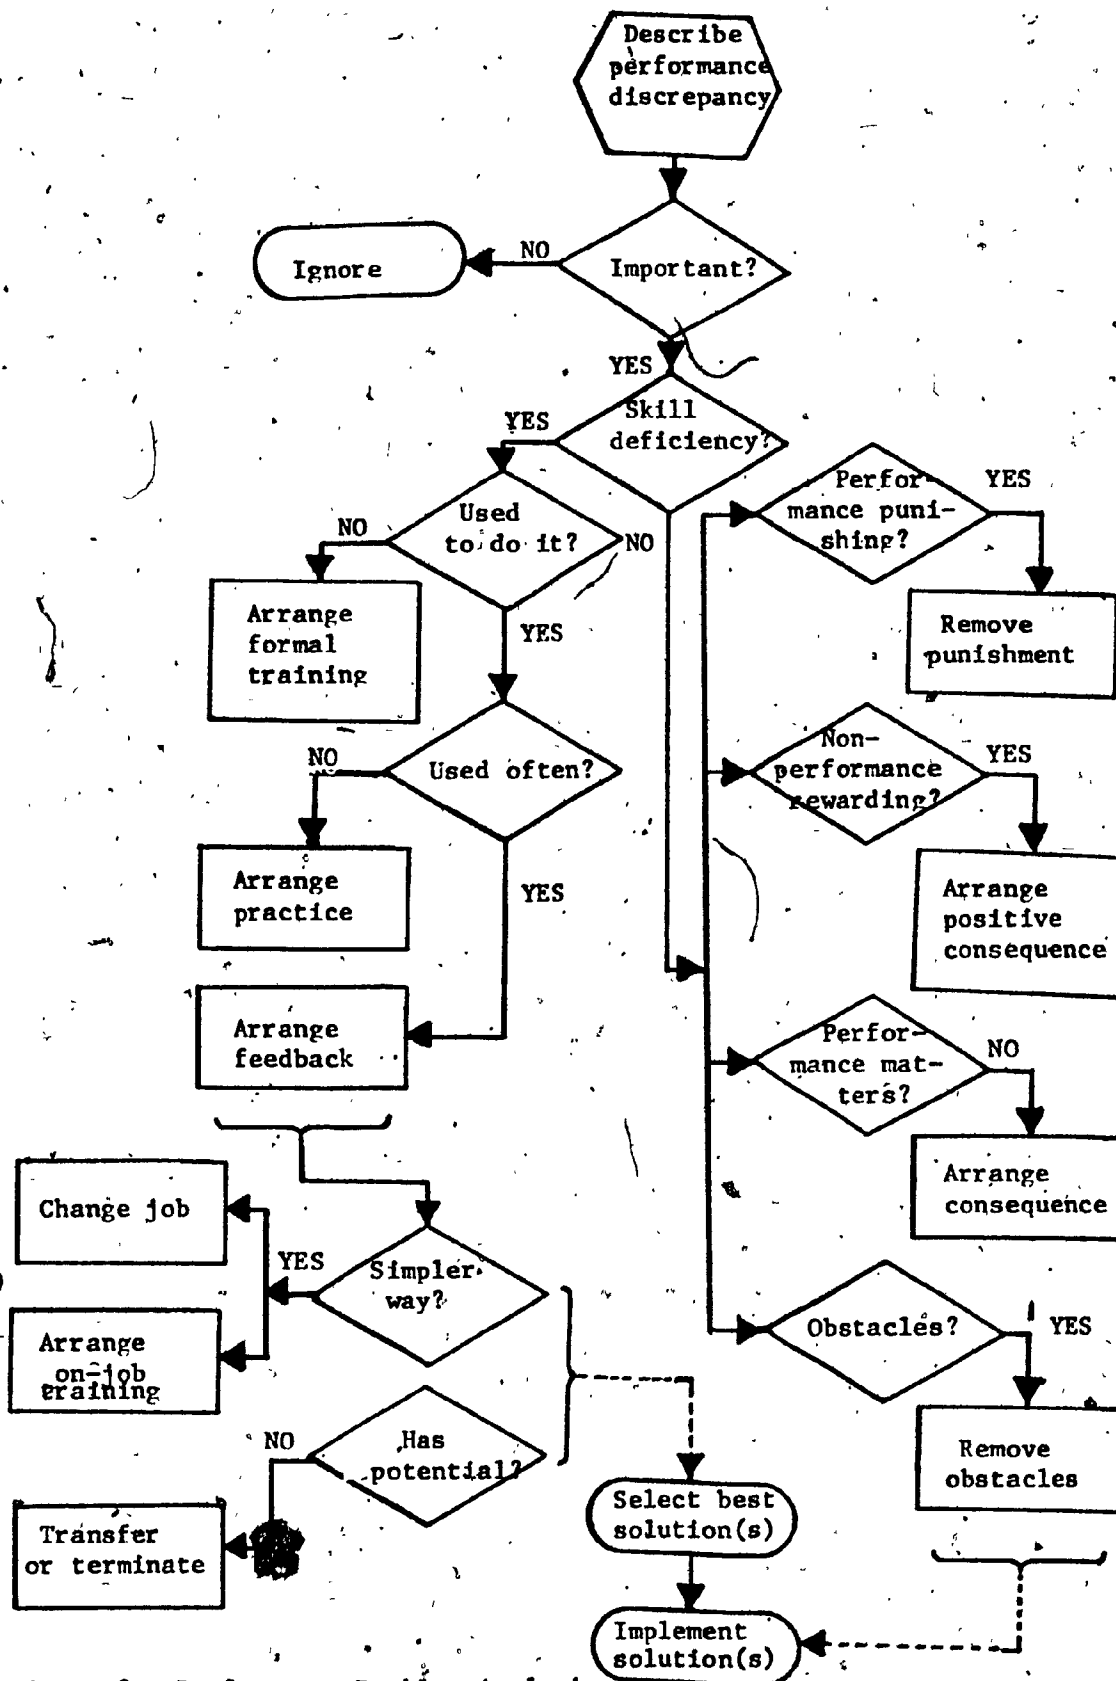 Describe
performance
discrepancy
NO
Important?
Ignore
YES
Skill
deficiency?
YES
Used
to do it?
NO
NO
Arrange
formal
training
YES
Used often?
NO
Arrange
practice
YES
Arrange
feedback
Perfor-
mance puni-
shing?
YES
Remove
punishment
Non-
performance
rewarding?
YES
Arrange
positive
consequence
Perfor-
mance mat-
ters?
NO
Arrange
consequence
Obstacles?
YES
Remove
obstacles
Change job
YES
Simpler
way?
Arrange
on-job
training
NO
Has
potential?
Transfer
or terminate
Select best
solution(s)
Implement
solution(s)